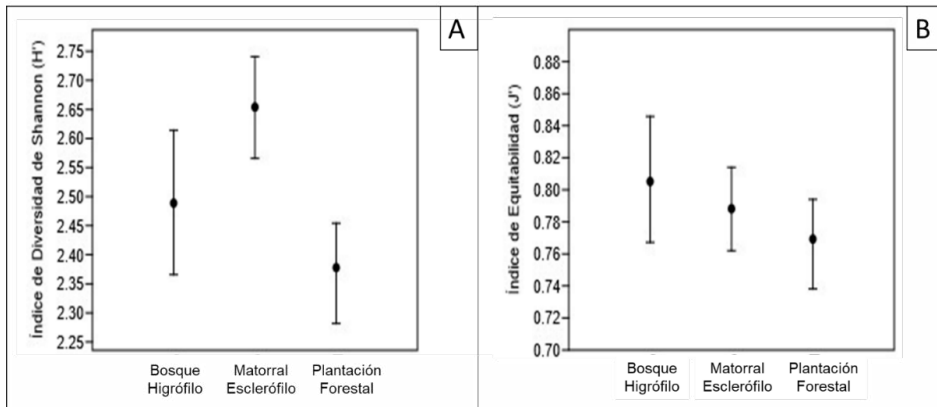 A
Índice de Diversidad de Shannon (H')
2.75
2.70
2.65
2.60
2.55
2.50
2.45
2.40
2.35
2.30
2.25
Bosque Higrófilo
Matorral Esclerófilo
Plantación Forestal
B
Índice de Equitabilidad (J')
0.88
0.86
0.84
0.82
0.80
0.78
0.76
0.74
0.72
0.70
Bosque Higrófilo
Matorral Esclerófilo
Plantación Forestal